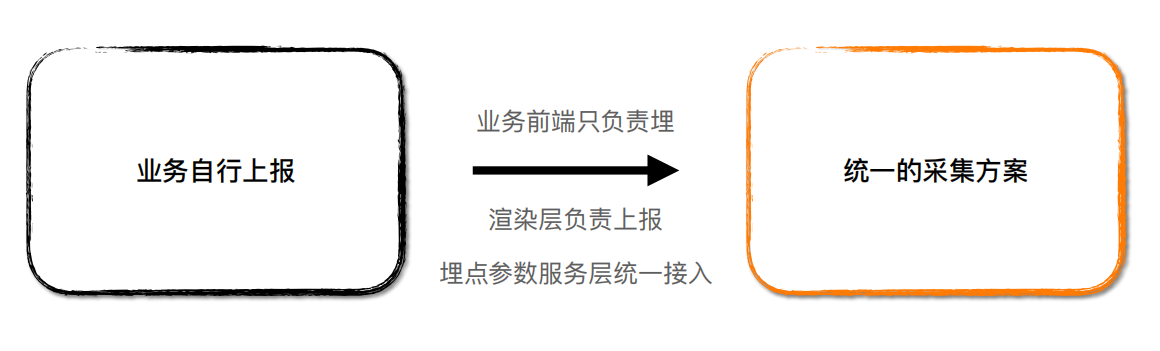 业务自行上报
业务前端只负责埋
渲染层负责上报
埋点参数服务层统一接入
统一的采集方案